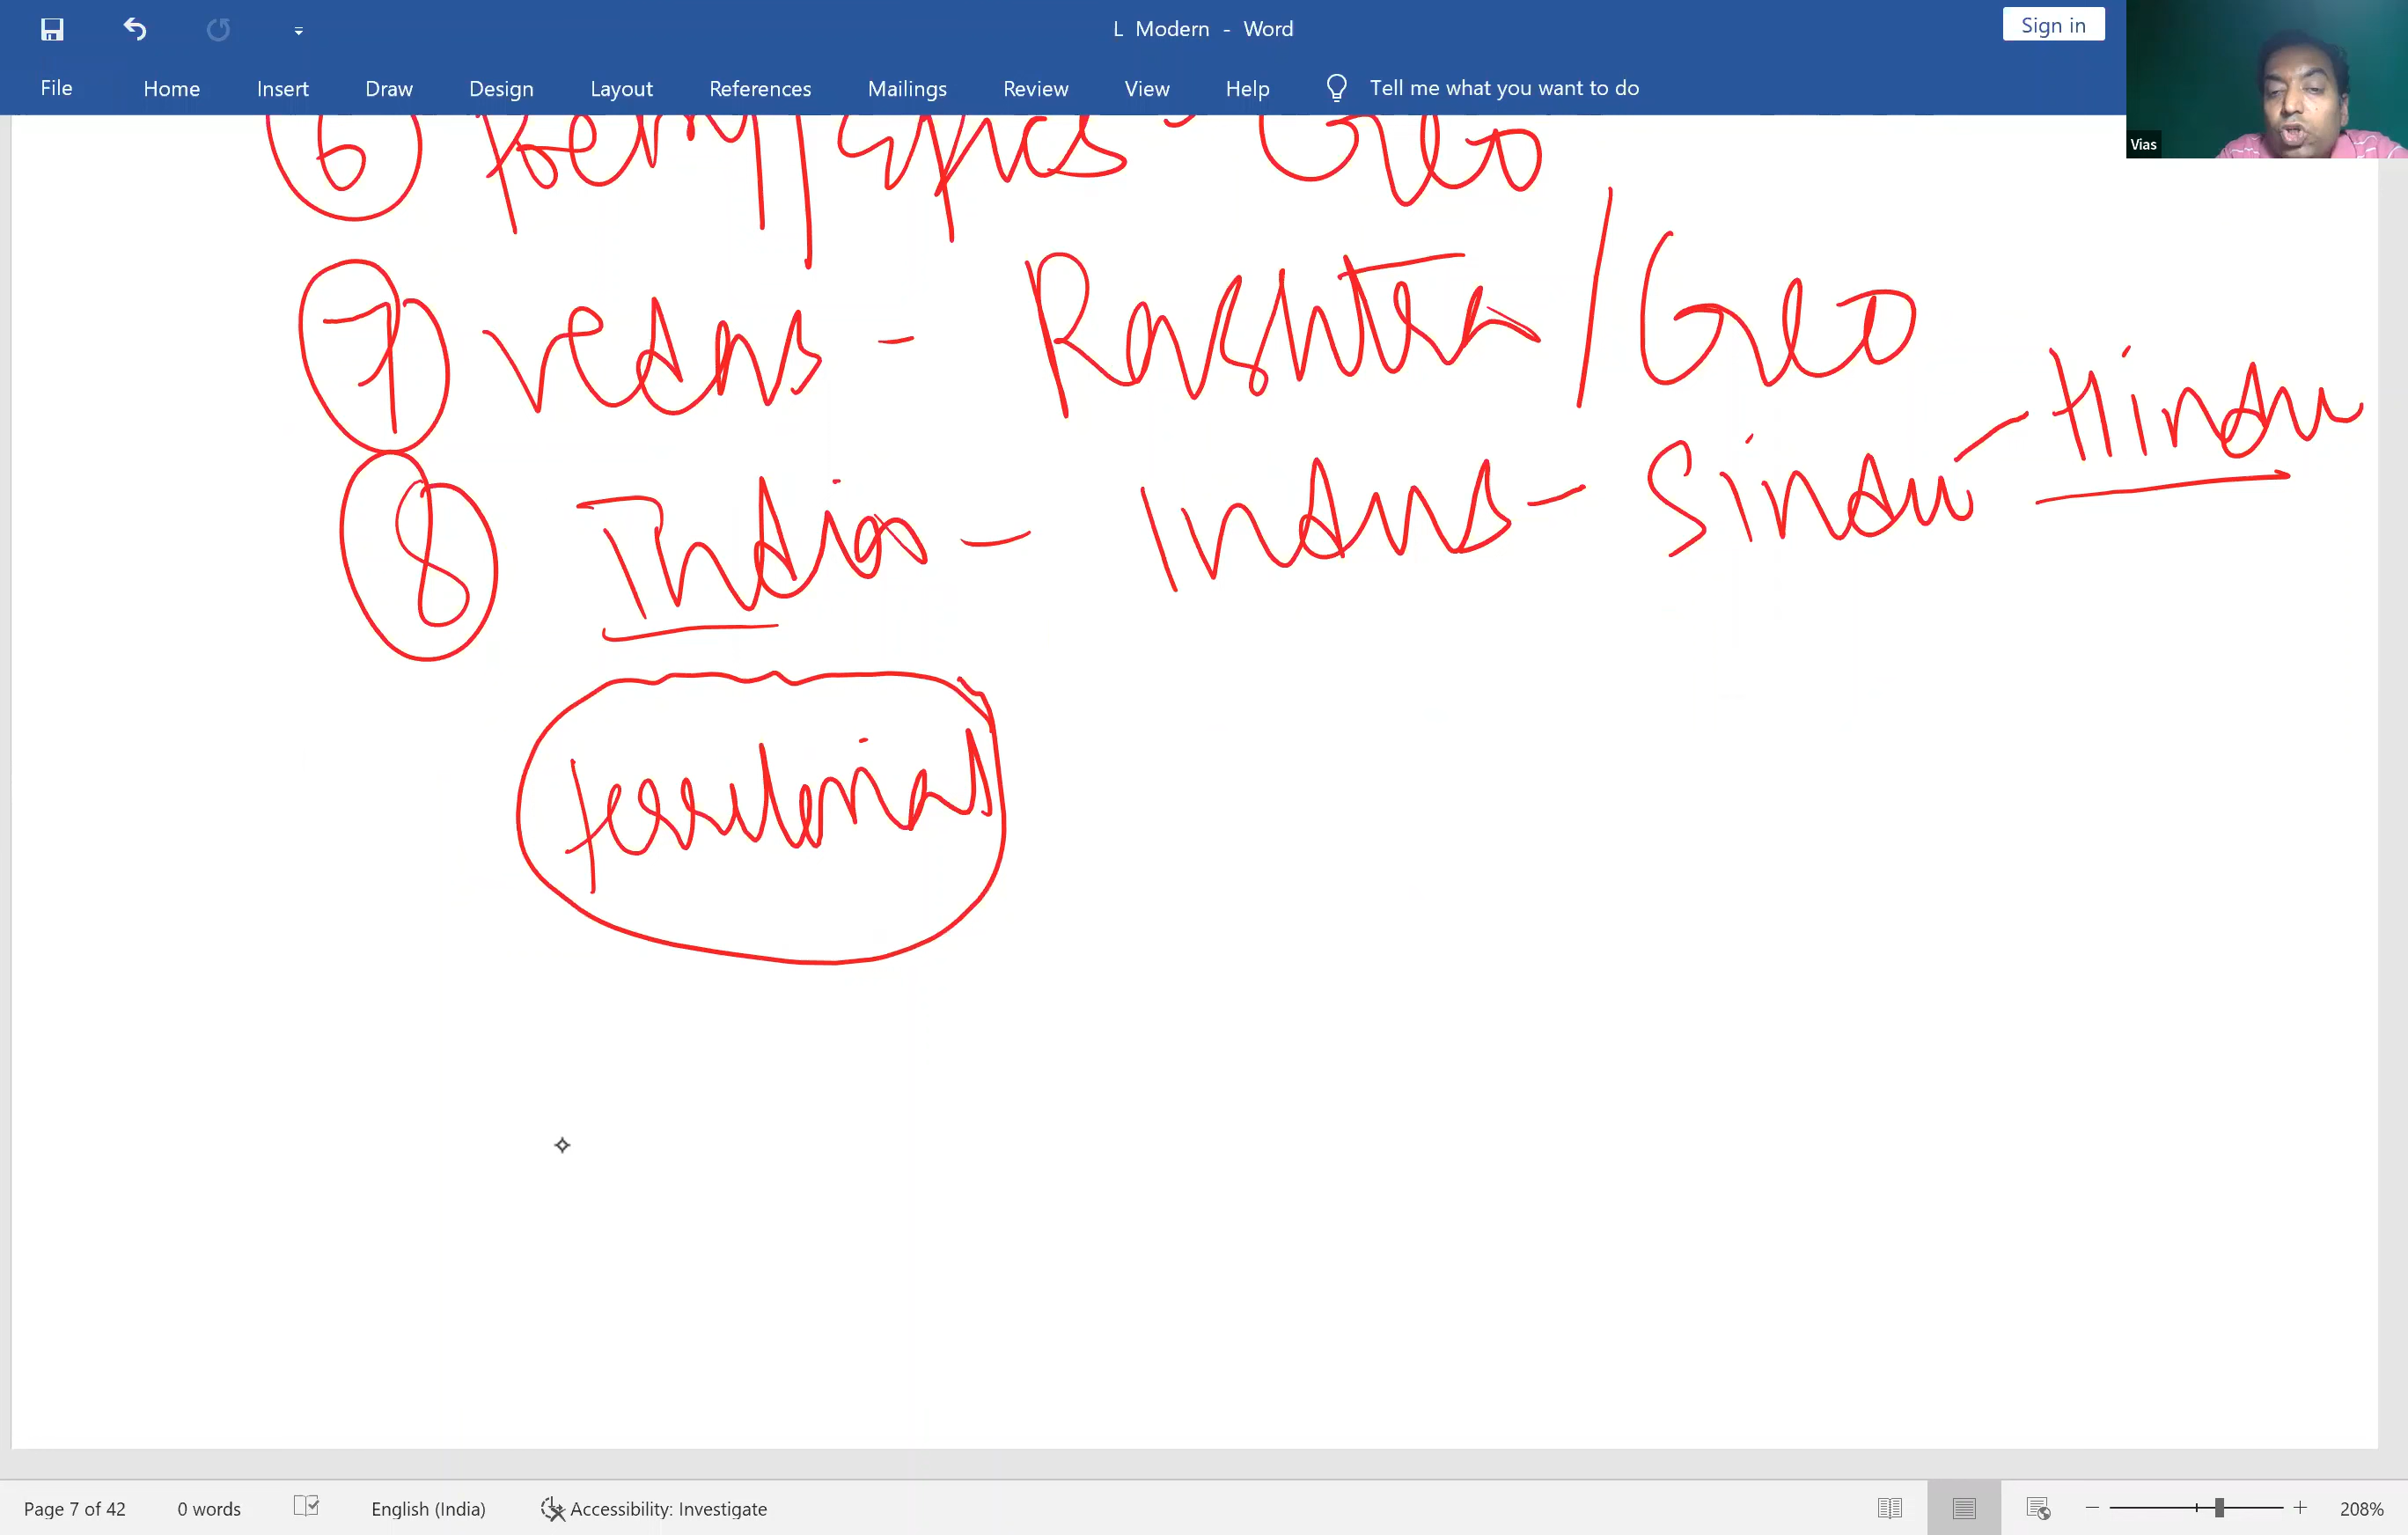 L Modern - Word
Sign in
File Home Insert Draw Design Layout References Mailings Review View Help Tell me what you want to do
Vias
6 Epics - Geo
7 Vedas - Rashtra / Geo
8 India - Indus - Sindu - Hindu
Page 7 of 42 0 words English (India) Accessibility: Investigate 208%